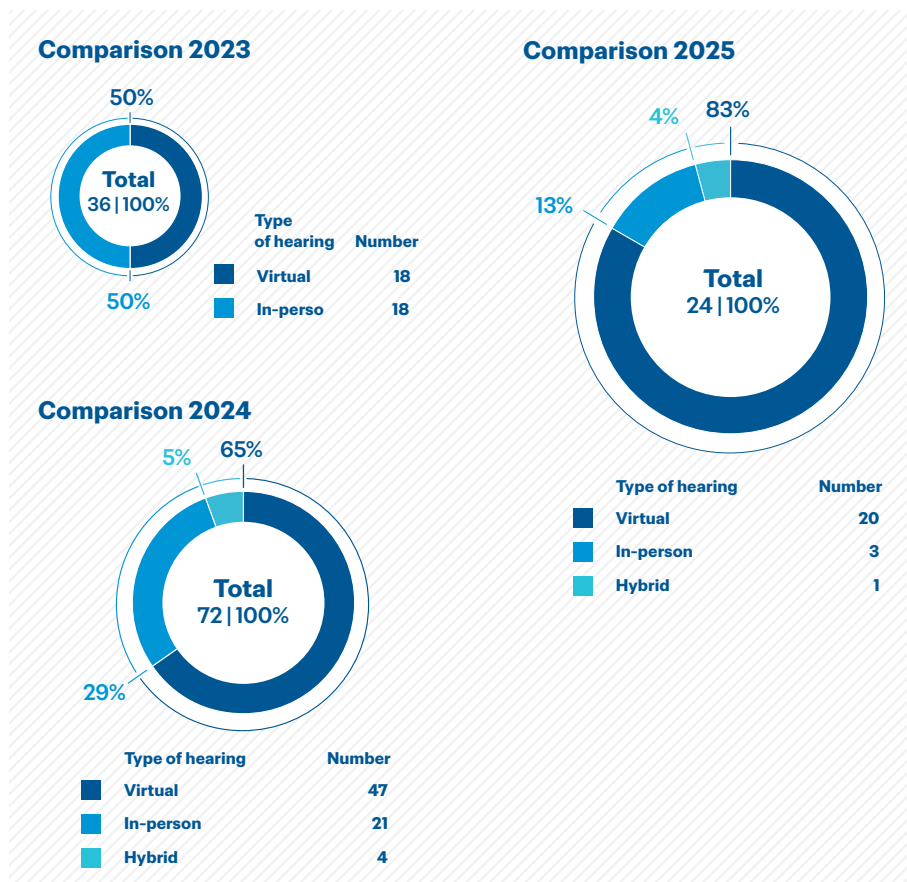 Comparison 2023
50%
Total
36 | 100%
50%
Type
of hearing Number
Virtual 18
In-perso 18
Comparison 2024
5% 65%
Total
72 | 100%
29%
Type of hearing Number
Virtual 47
In-person 21
Hybrid 4
Comparison 2025
4% 83%
13%
Total
24 | 100%
Type of hearing Number
Virtual 20
In-person 3
Hybrid 1